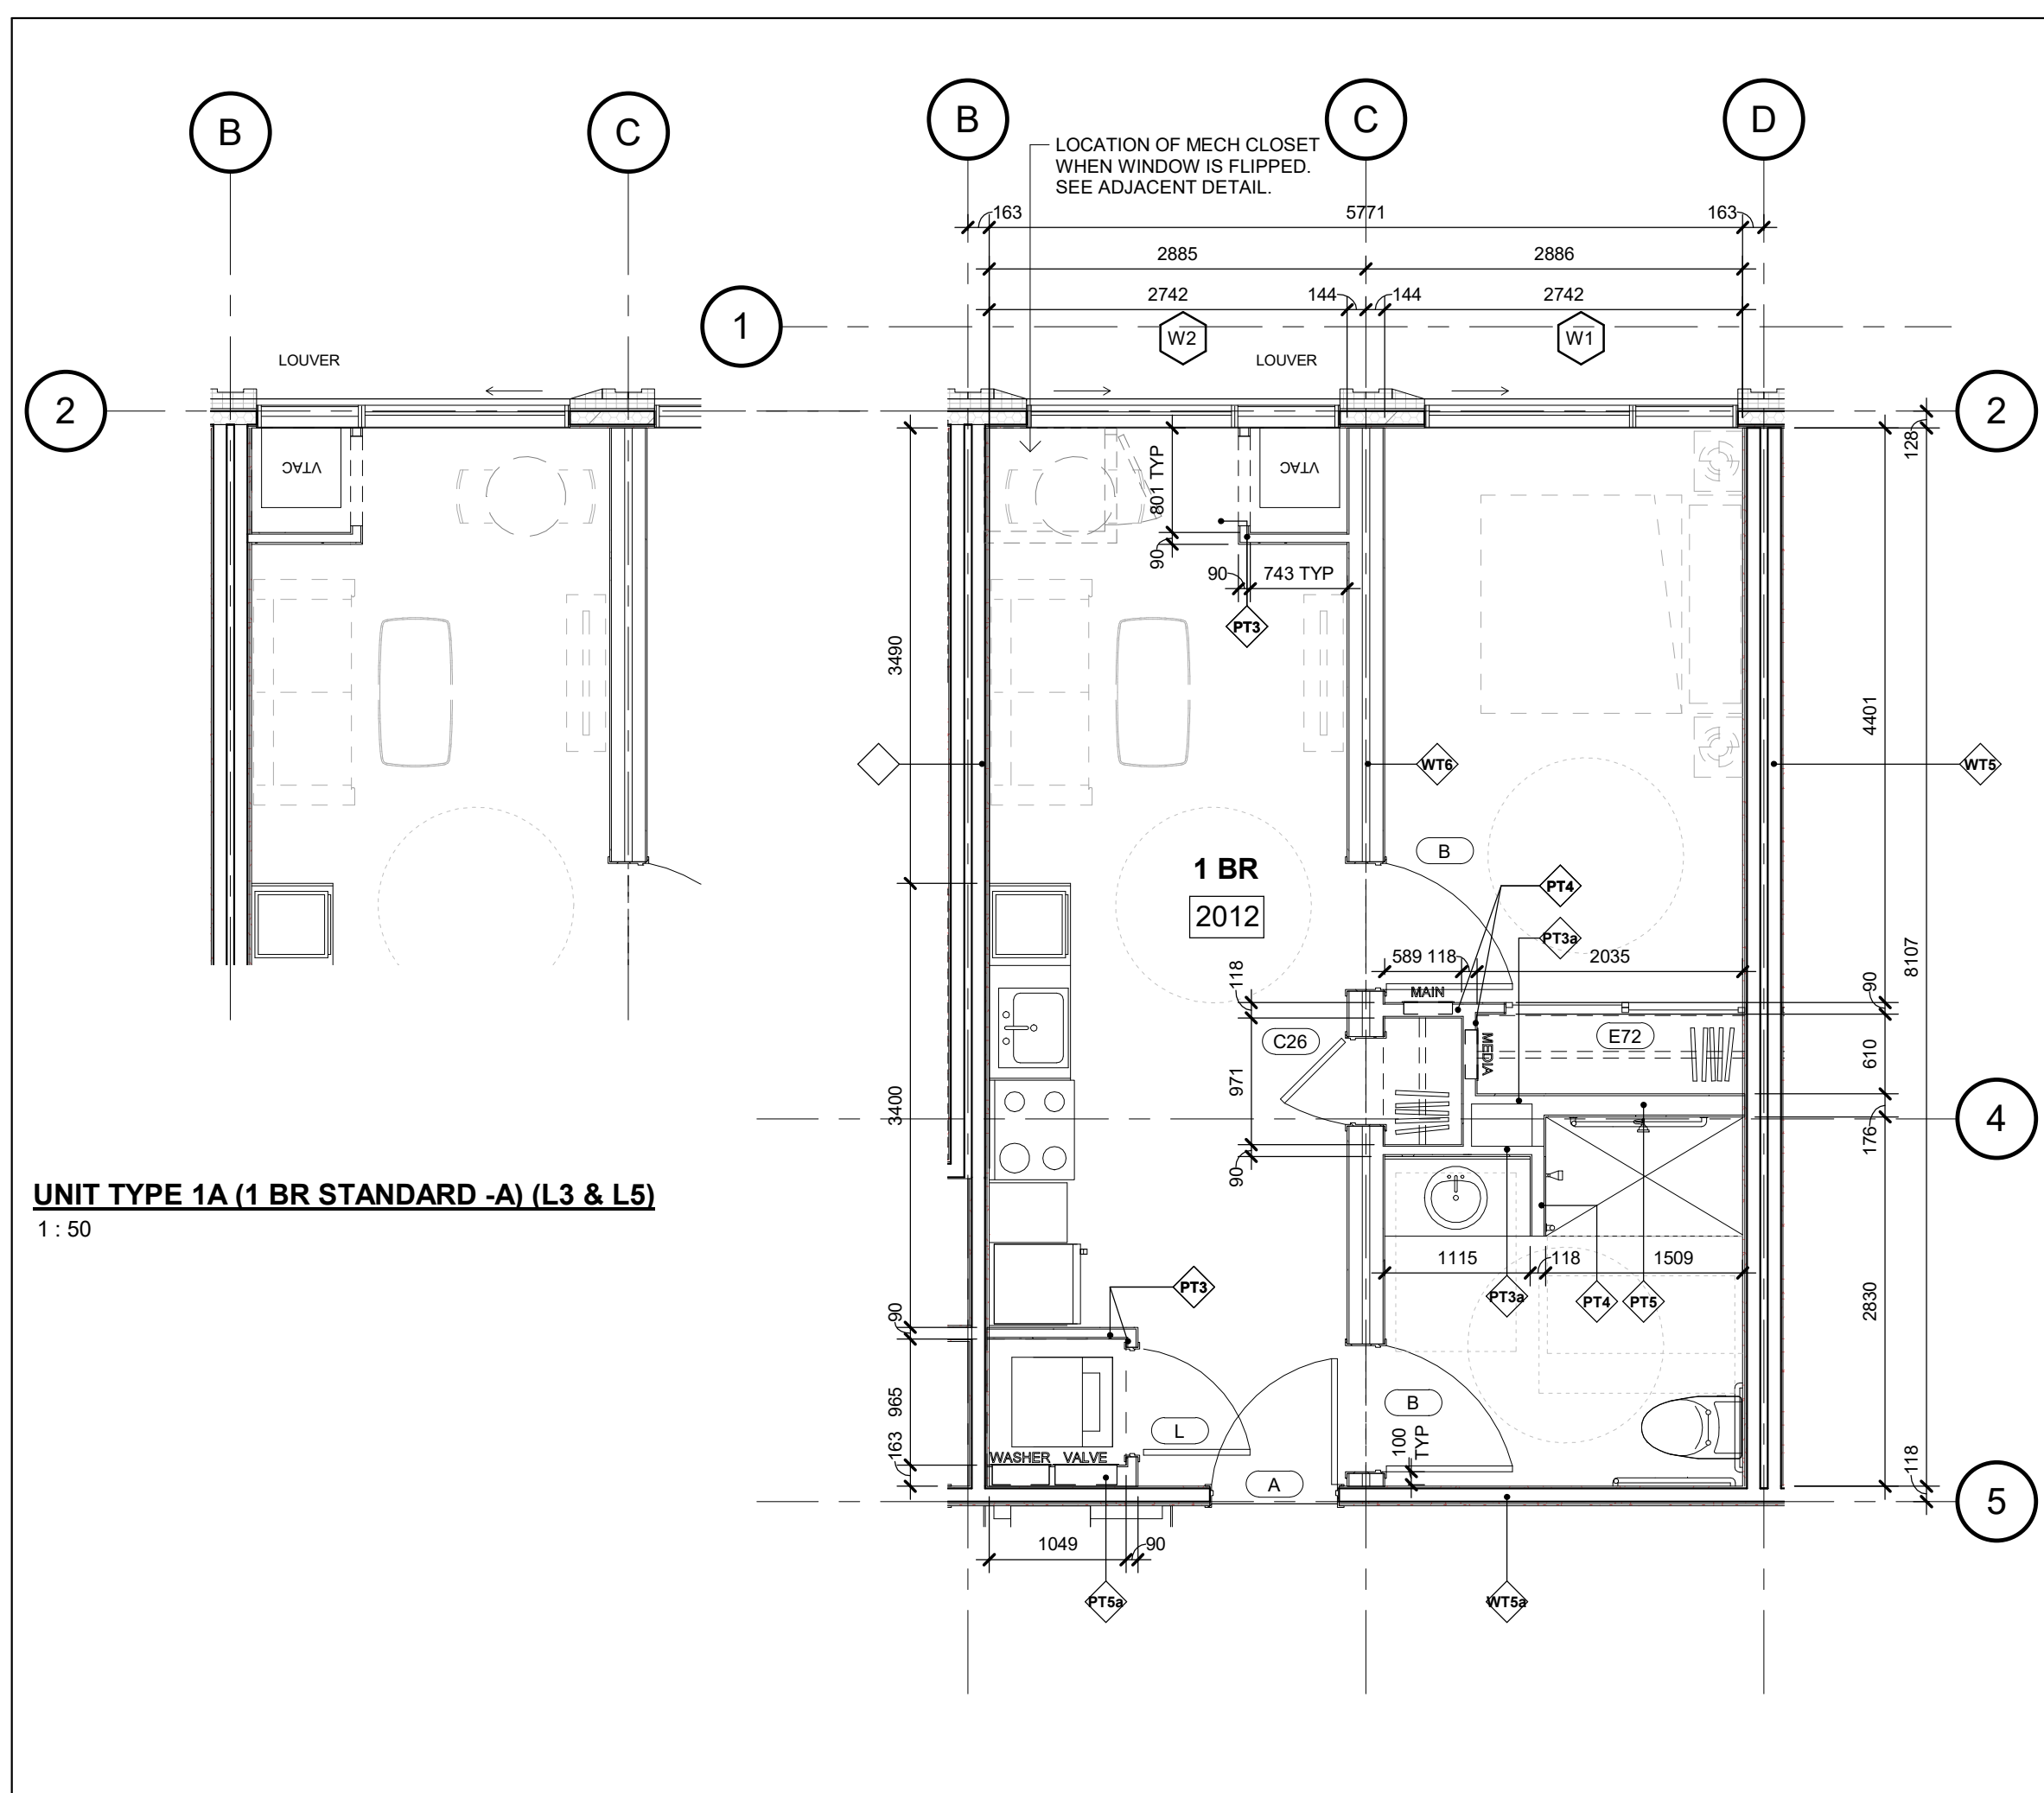 B
C
B
C
D
LOCATION OF MECH CLOSET
WHEN WINDOW IS FLIPPED.
SEE ADJACENT DETAIL.
163
5771
163
2885
2886
2742
144
144
2742
1
W2
W1
LOUVER
LOUVER
2
2
128
VTAC
VTAC
801 TYP
90
90
743 TYP
PT3
3490
4401
WT6
WT5
B
1 BR
2012
PT4
PT3a
8107
589
118
2035
118
90
MAIN
C26
MEDIA
E72
610
971
3400
4
176
90
UNIT TYPE 1A (1 BR STANDARD -A) (L3 & L5)
1 : 50
1115
118
1509
PT3
PT3a
PT4
PT5
2830
90
965
B
L
100
TYP
163
WASHER
VALVE
A
118
5
1049
90
PT5a
WT5a